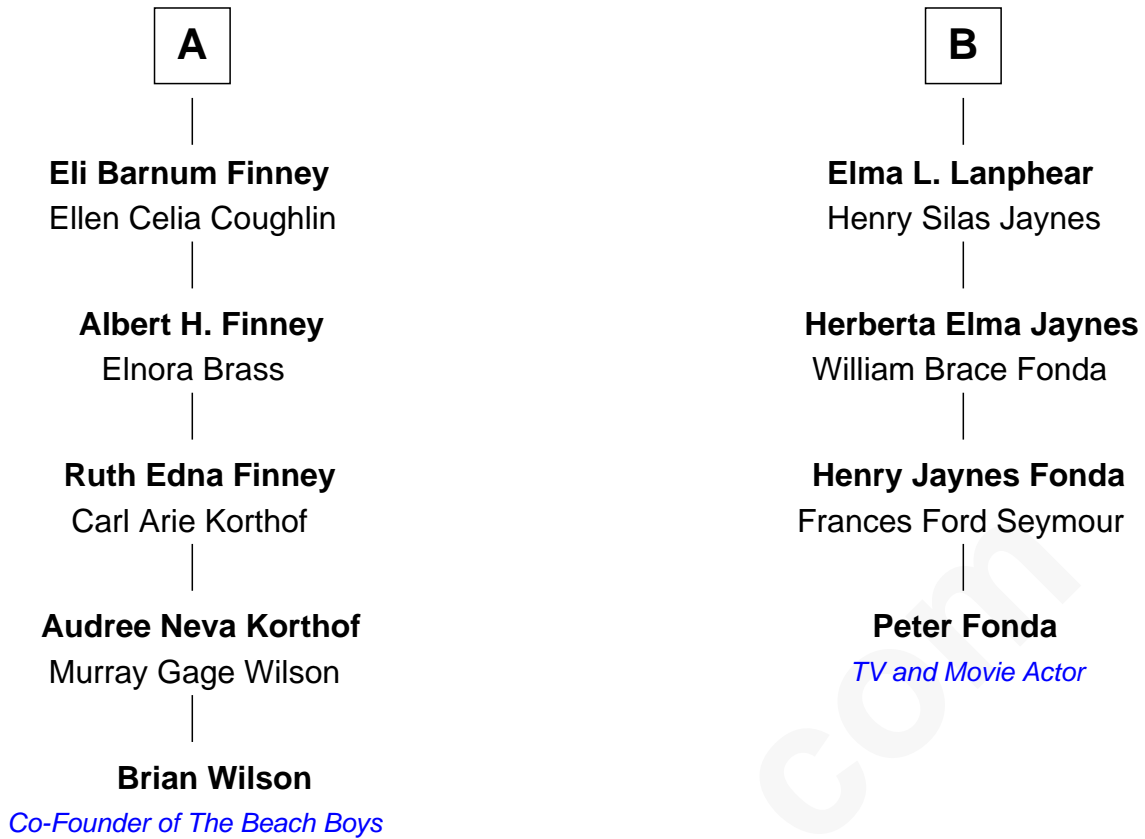 A
Eli Barnum Finney
Ellen Celia Coughlin
Albert H. Finney
Elnora Brass
Ruth Edna Finney
Carl Arie Korthof
Audree Neva Korthof
Murray Gage Wilson
Brian Wilson
Co-Founder of The Beach Boys
B
Elma L. Lanphear
Henry Silas Jaynes
Herberta Elma Jaynes
William Brace Fonda
Henry Jaynes Fonda
Frances Ford Seymour
Peter Fonda
TV and Movie Actor
com